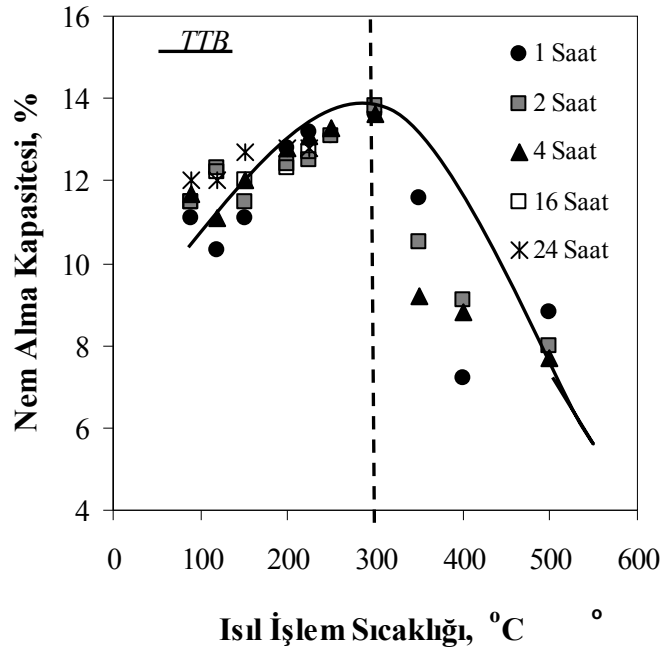 TTB
1 Saat
2 Saat
4 Saat
16 Saat
24 Saat
Nem Alma Kapasitesi, %
16
14
12
10
8
6
4
0 100 200 300 400 500 600
Isıl İşlem Sıcaklığı, °C °